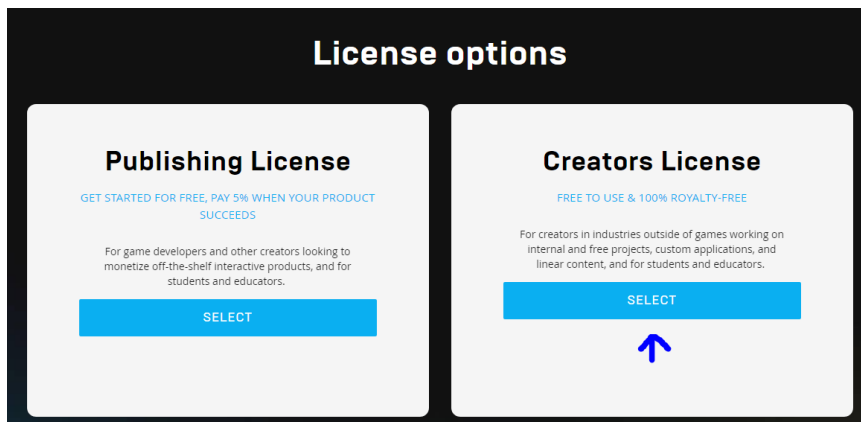 License options
Publishing License
GET STARTED FOR FREE, PAY 5% WHEN YOUR PRODUCT
SUCCEEDS
For game developers and other creators looking to
monetize off-the-shelf interactive products, and for
students and educators.
SELECT
Creators License
FREE TO USE & 100% ROYALTY-FREE
For creators in industries outside of games working on
internal and free projects, custom applications, and
linear content, and for students and educators.
SELECT